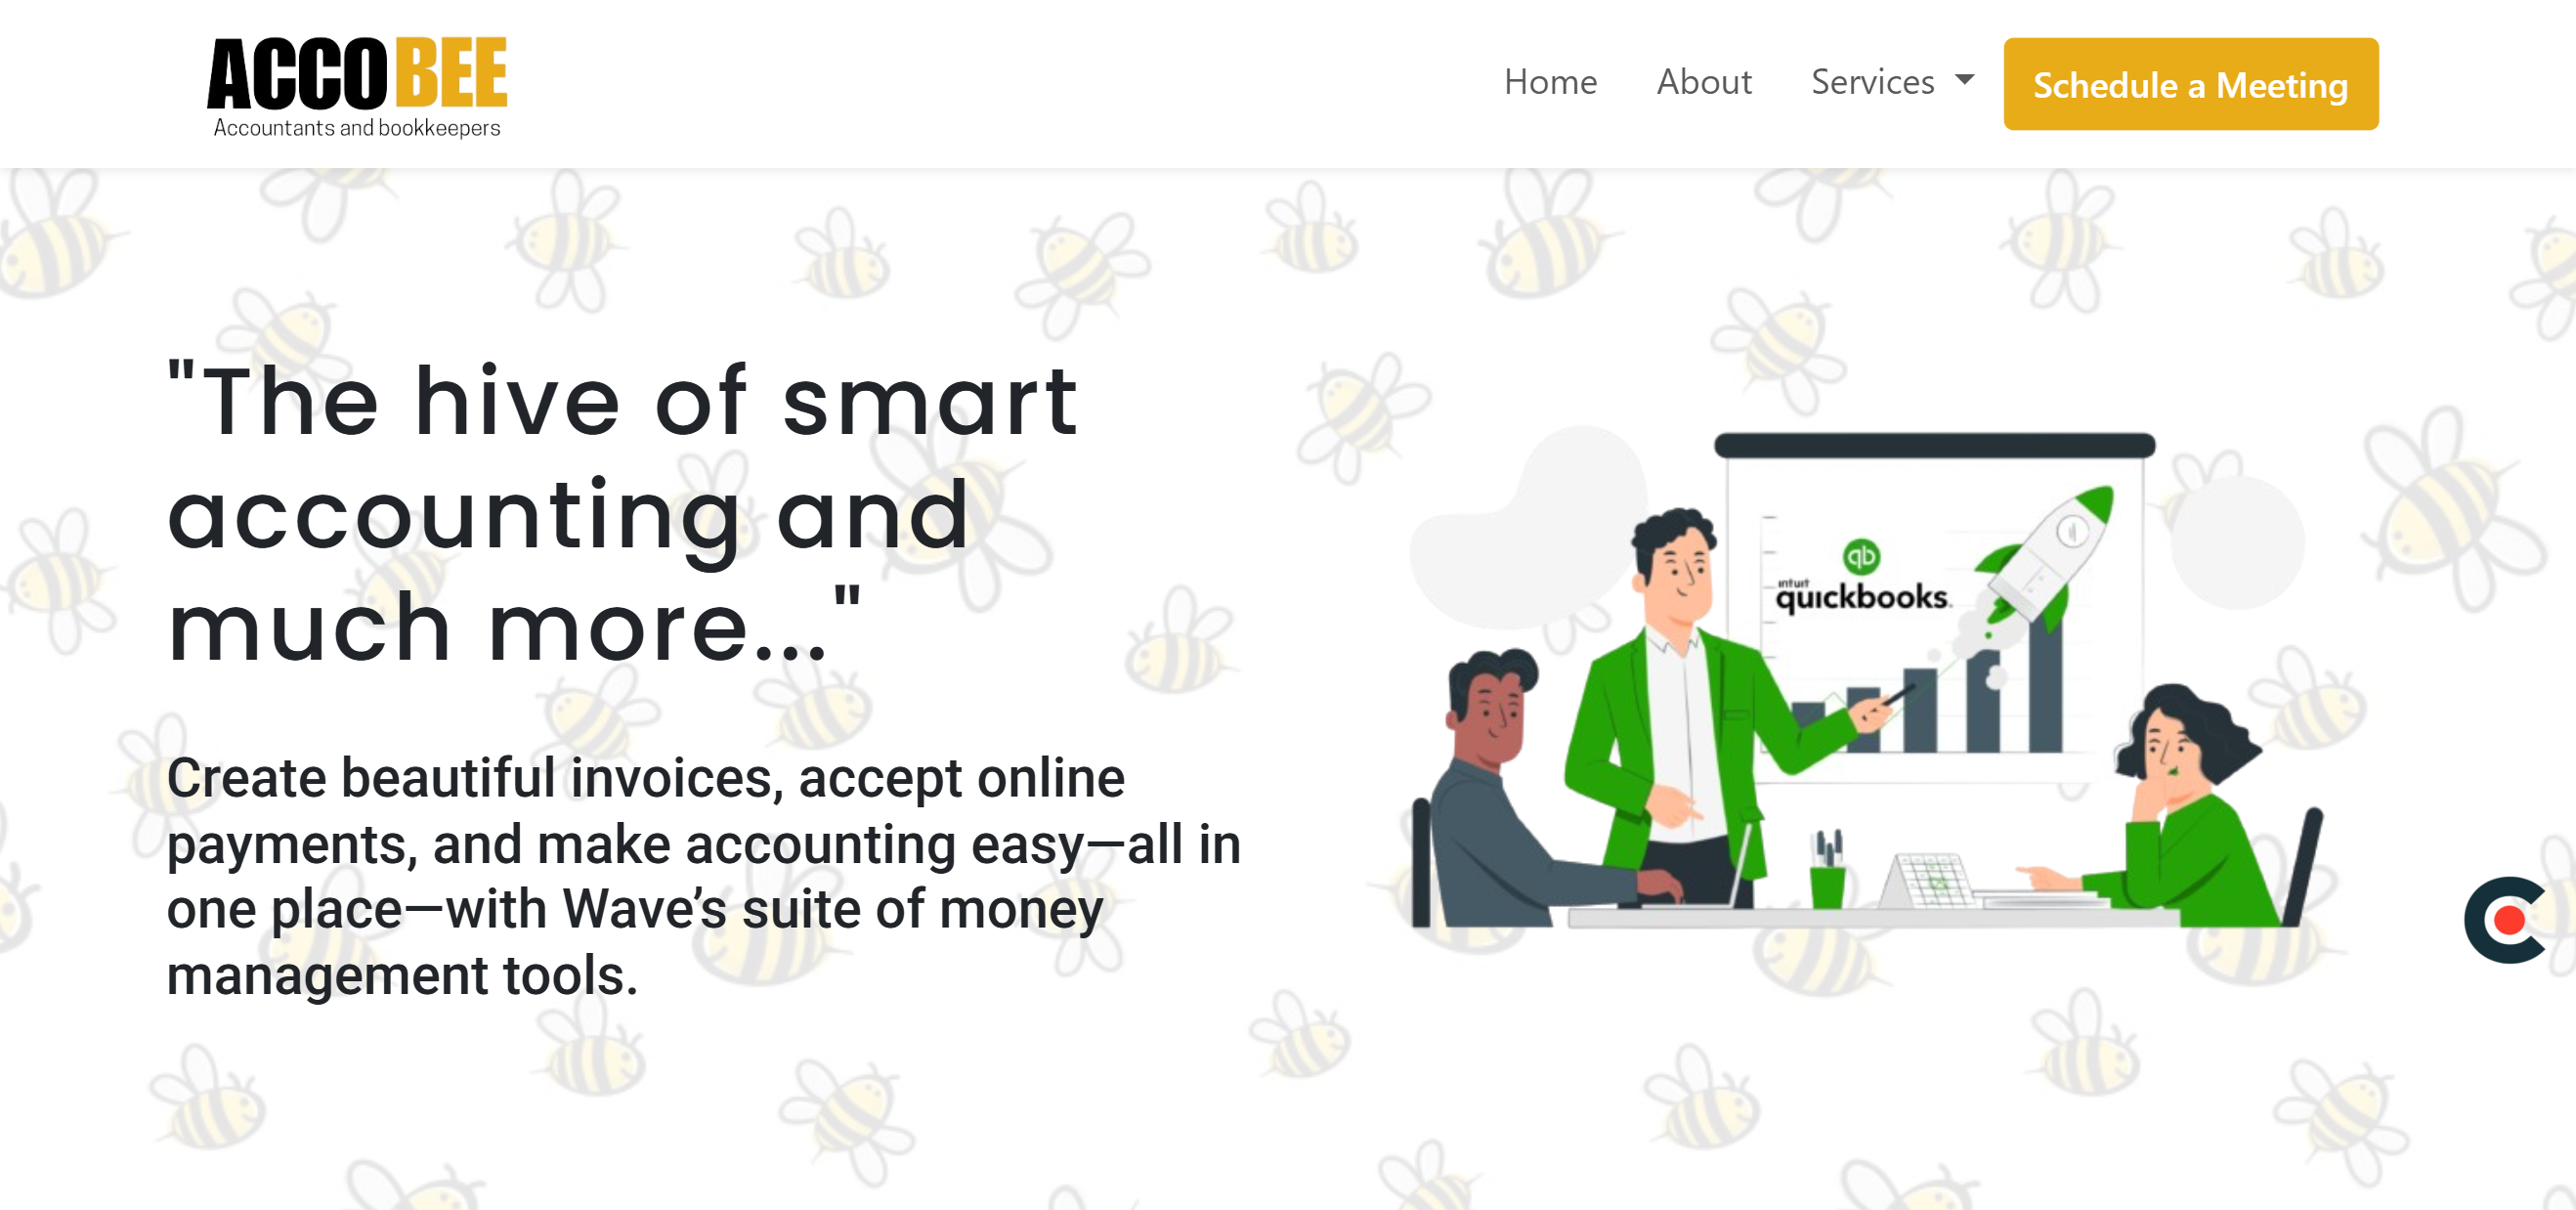 ACCOBEE
Accountants and bookkeepers
Home About Services Schedule a Meeting
"The hive of smart
accounting and
much more..."
Create beautiful invoices, accept online
payments, and make accounting easy—all in
one place—with Wave’s suite of money
management tools.
qb
intuit
quickbooks.